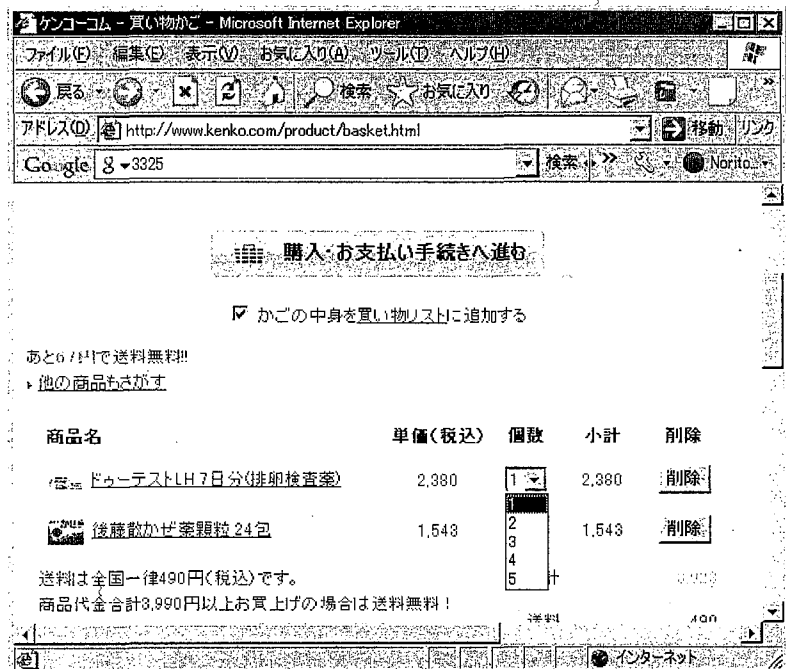 ケンコーコム - 買い物かご - Microsoft Internet Explorer
ファイル(F) 編集(E) 表示(V) お気に入り(A) ツール(T) ヘルプ(H)
戻る 検索 お気に入り
アドレス(D) http://www.kenko.com/product/basket.html 移動 リンク
Google 3325 検索 Norito...
購入・お支払い手続きへ進む
かごの中身を買い物リストに追加する
あと67円で送料無料!!
他の商品もさがす
商品名 単価(税込) 個数 小計 削除
ドゥーテストLH 7日分(排卵検査薬) 2,380 1 2,380 削除
1
2
3
4
5
後藤散かぜ薬顆粒 24包 1,543 1,543 削除
送料は全国一律490円(税込)です。 計
商品代金合計3,990円以上お買上げの場合は送料無料！
送料 490
インターネット